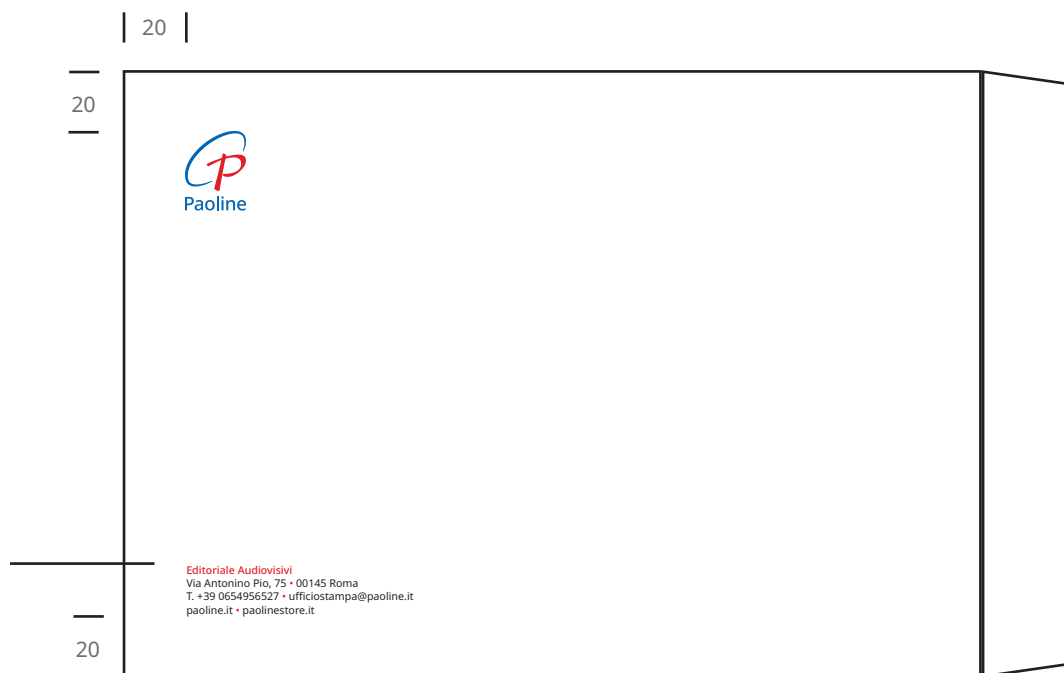 20
20
Paoline
Editoriale Audiovisivi
Via Antonino Pio, 75 • 00145 Roma
T. +39 0654956527 • ufficiostampa@paoline.it
paoline.it • paolinestore.it
20